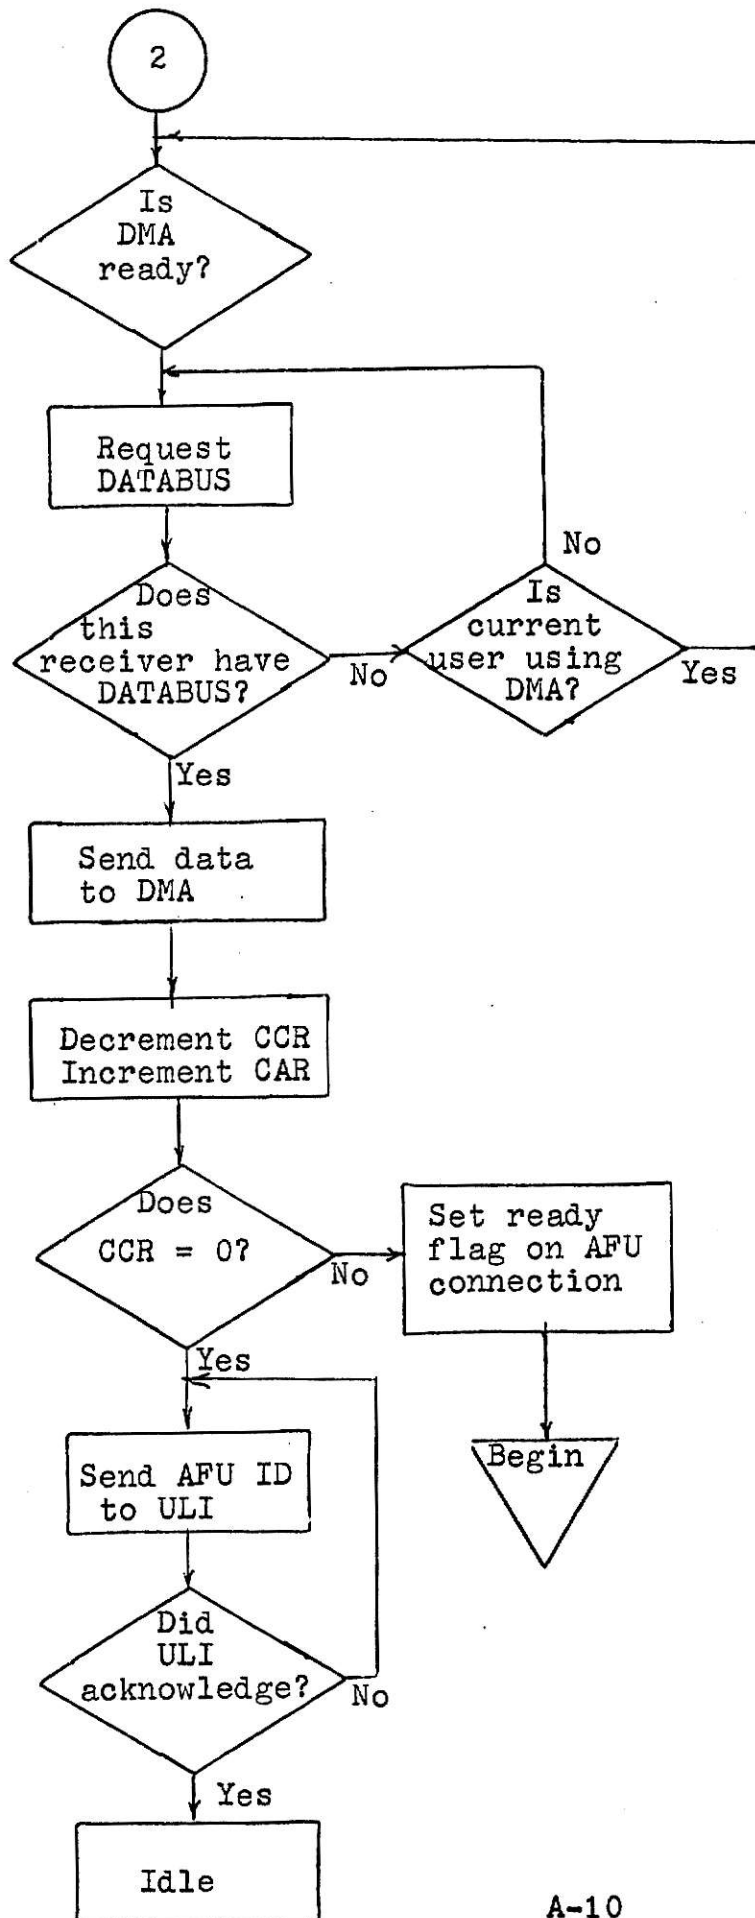 2
Is
DMA
ready?
Request
DATABUS
Does
this
receiver have
DATABUS?
No
No
Is
current
user using
DMA?
Yes
Yes
Send data
to DMA
Decrement CCR
Increment CAR
Does
CCR = 0?
No
Set ready
flag on AFU
connection
Begin
Yes
Send AFU ID
to ULI
Did
ULI
acknowledge?
No
Yes
Idle
A-10